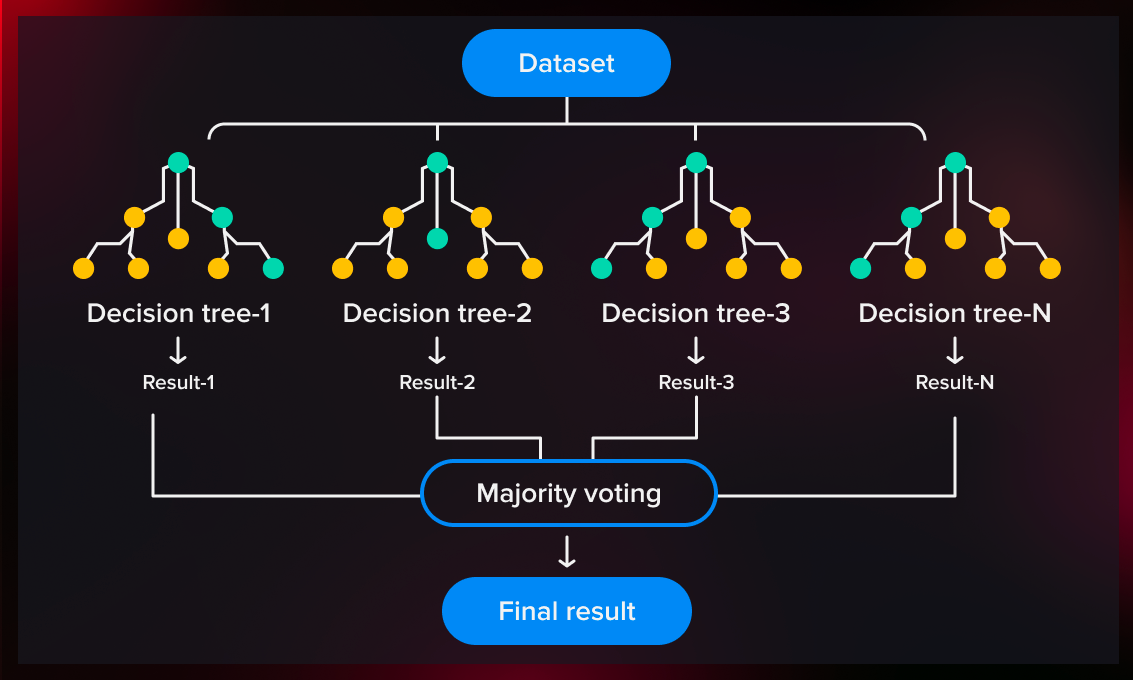 Dataset
Decision tree-1
Decision tree-2
Decision tree-3
Decision tree-N
Result-1
Result-2
Result-3
Result-N
Majority voting
Final result